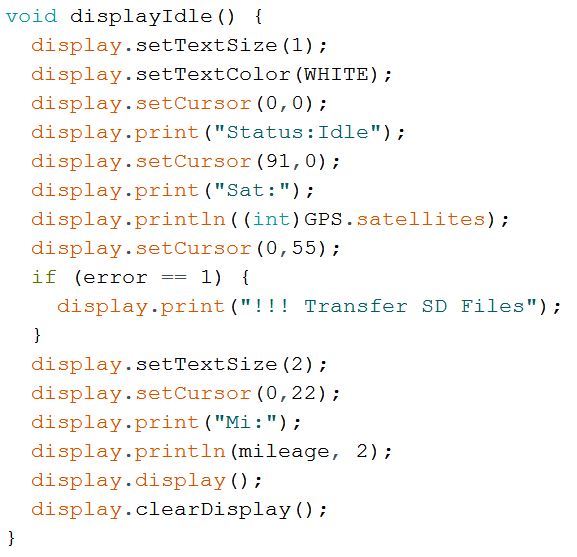 void displayIdle() {
  display.setTextSize(1);
  display.setTextColor(WHITE);
  display.setCursor(0,0);
  display.print("Status:Idle");
  display.setCursor(91,0);
  display.print("Sat:");
  display.println((int)GPS.satellites);
  display.setCursor(0,55);
  if (error == 1) {
    display.print("!!! Transfer SD Files");
  }
  display.setTextSize(2);
  display.setCursor(0,22);
  display.print("Mi:");
  display.println(mileage, 2);
  display.display();
  display.clearDisplay();
}